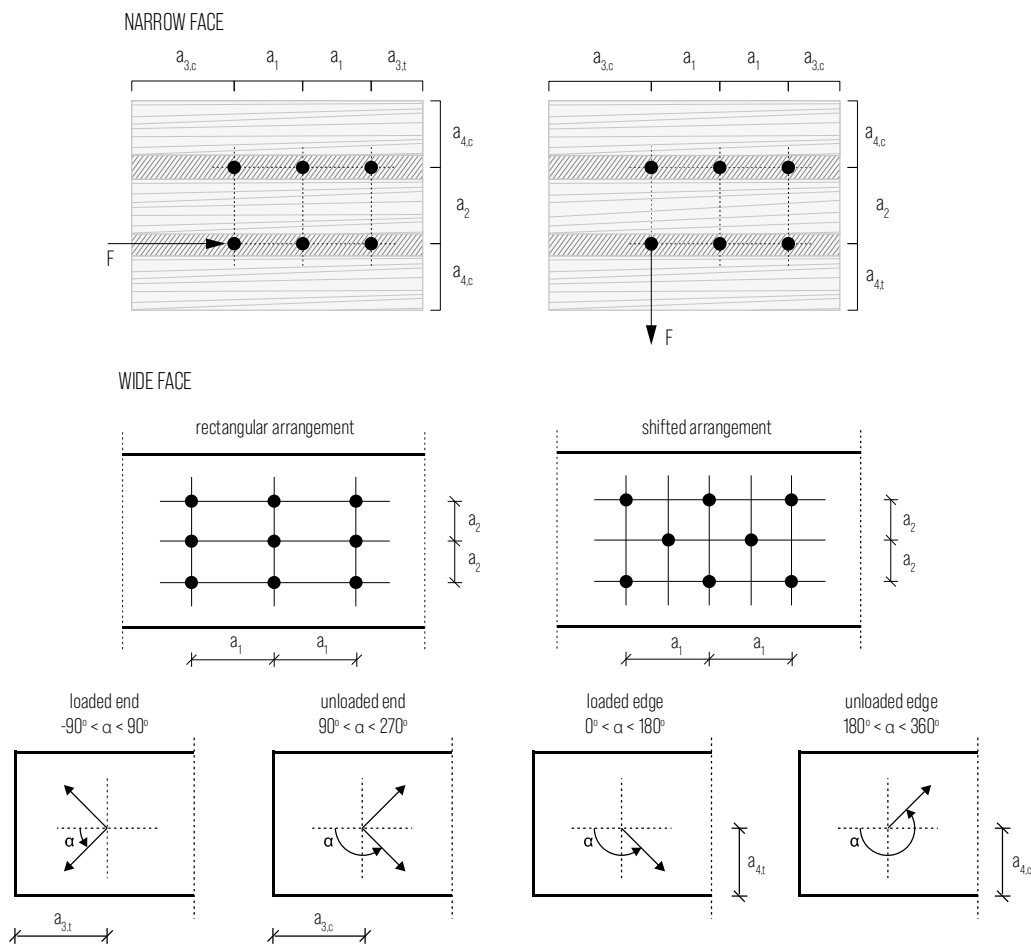 NARROW FACE
a3,c a1 a1 a3,t
a3,c a1 a1 a3,c
a4,c
a2
a4,c
F
a4,c
a2
a4,t
F
WIDE FACE
rectangular arrangement
a2
a2
a1 a1
shifted arrangement
a2
a2
a1 a1
loaded end
-90° < α < 90°
α
a3,t
unloaded end
90° < α < 270°
α
a3,c
loaded edge
0° < α < 180°
α
a4,t
unloaded edge
180° < α < 360°
α
a4,c